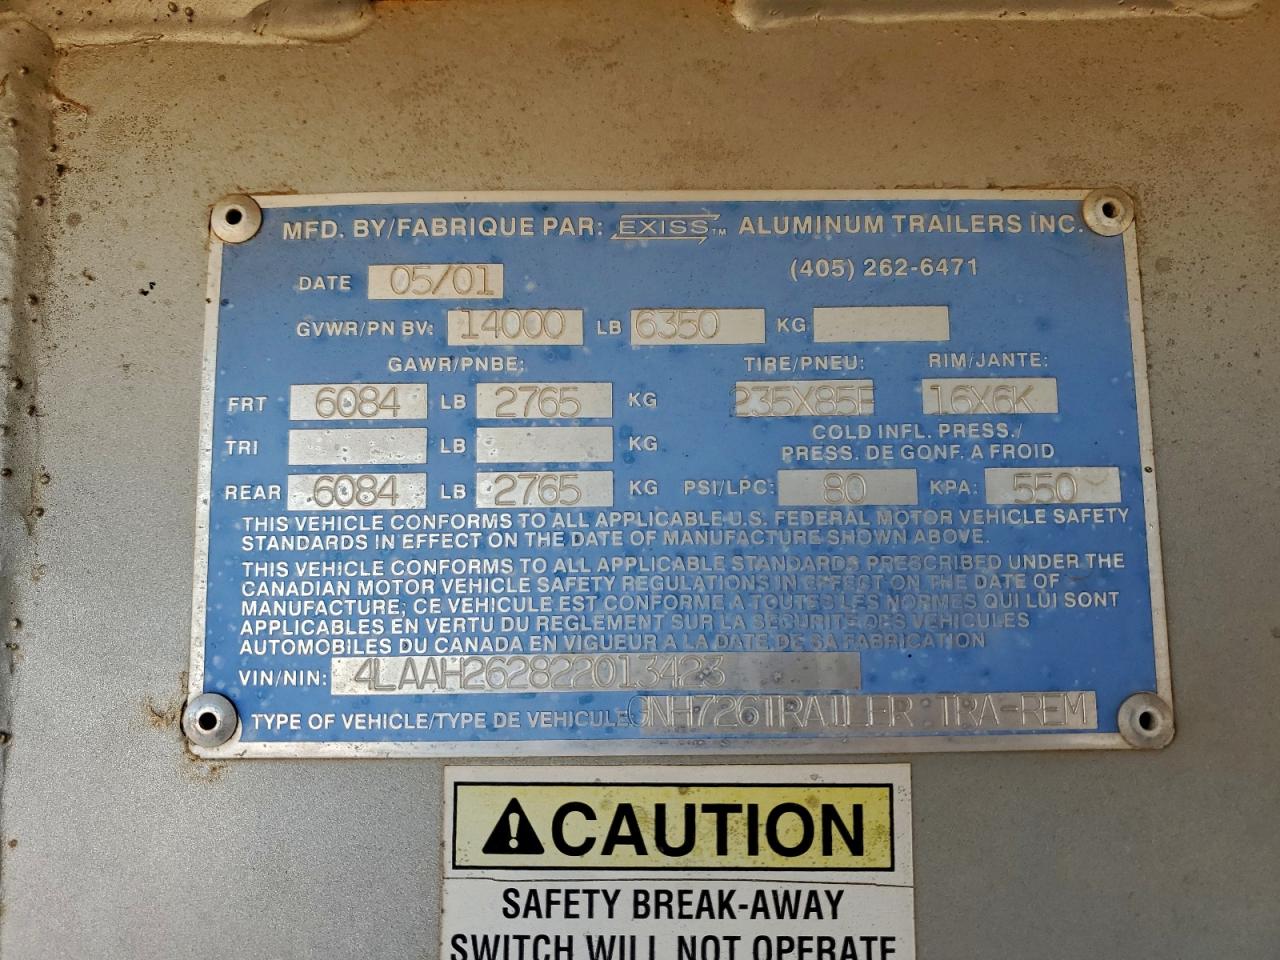 MFD. BY/FABRIQUE PAR: EXISS™ ALUMINUM TRAILERS INC.
(405) 262-6471
DATE 05/01
GVWR/PN BV: 14000 LB 6350 KG
GAWR/PNBE: TIRE/PNEU: RIM/JANTE:
FRT 6084 LB 2765 KG 235X85E 16X6K
TRI LB KG COLD INFL. PRESS./
PRESS. DE GONF. A FROID
REAR 6084 LB 2765 KG PSI/LPC: 80 KPA: 550
THIS VEHICLE CONFORMS TO ALL APPLICABLE U.S. FEDERAL MOTOR VEHICLE SAFETY
STANDARDS IN EFFECT ON THE DATE OF MANUFACTURE SHOWN ABOVE.
THIS VEHICLE CONFORMS TO ALL APPLICABLE STANDARDS PRESCRIBED UNDER THE
CANADIAN MOTOR VEHICLE SAFETY REGULATIONS IN EFFECT ON THE DATE OF
MANUFACTURE; CE VEHICULE EST CONFORME A TOUTES LES NORMES QUI LUI SONT
APPLICABLES EN VERTU DU REGLEMENT SUR LA SECURITE DES VEHICULES
AUTOMOBILES DU CANADA EN VIGUEUR A LA DATE DE SA FABRICATION
VIN/NIN: 4LAAH262822013423
TYPE OF VEHICLE/TYPE DE VEHICULE GNH726TRAILER TRA-REM
CAUTION
SAFETY BREAK-AWAY
SWITCH WILL NOT OPERATE